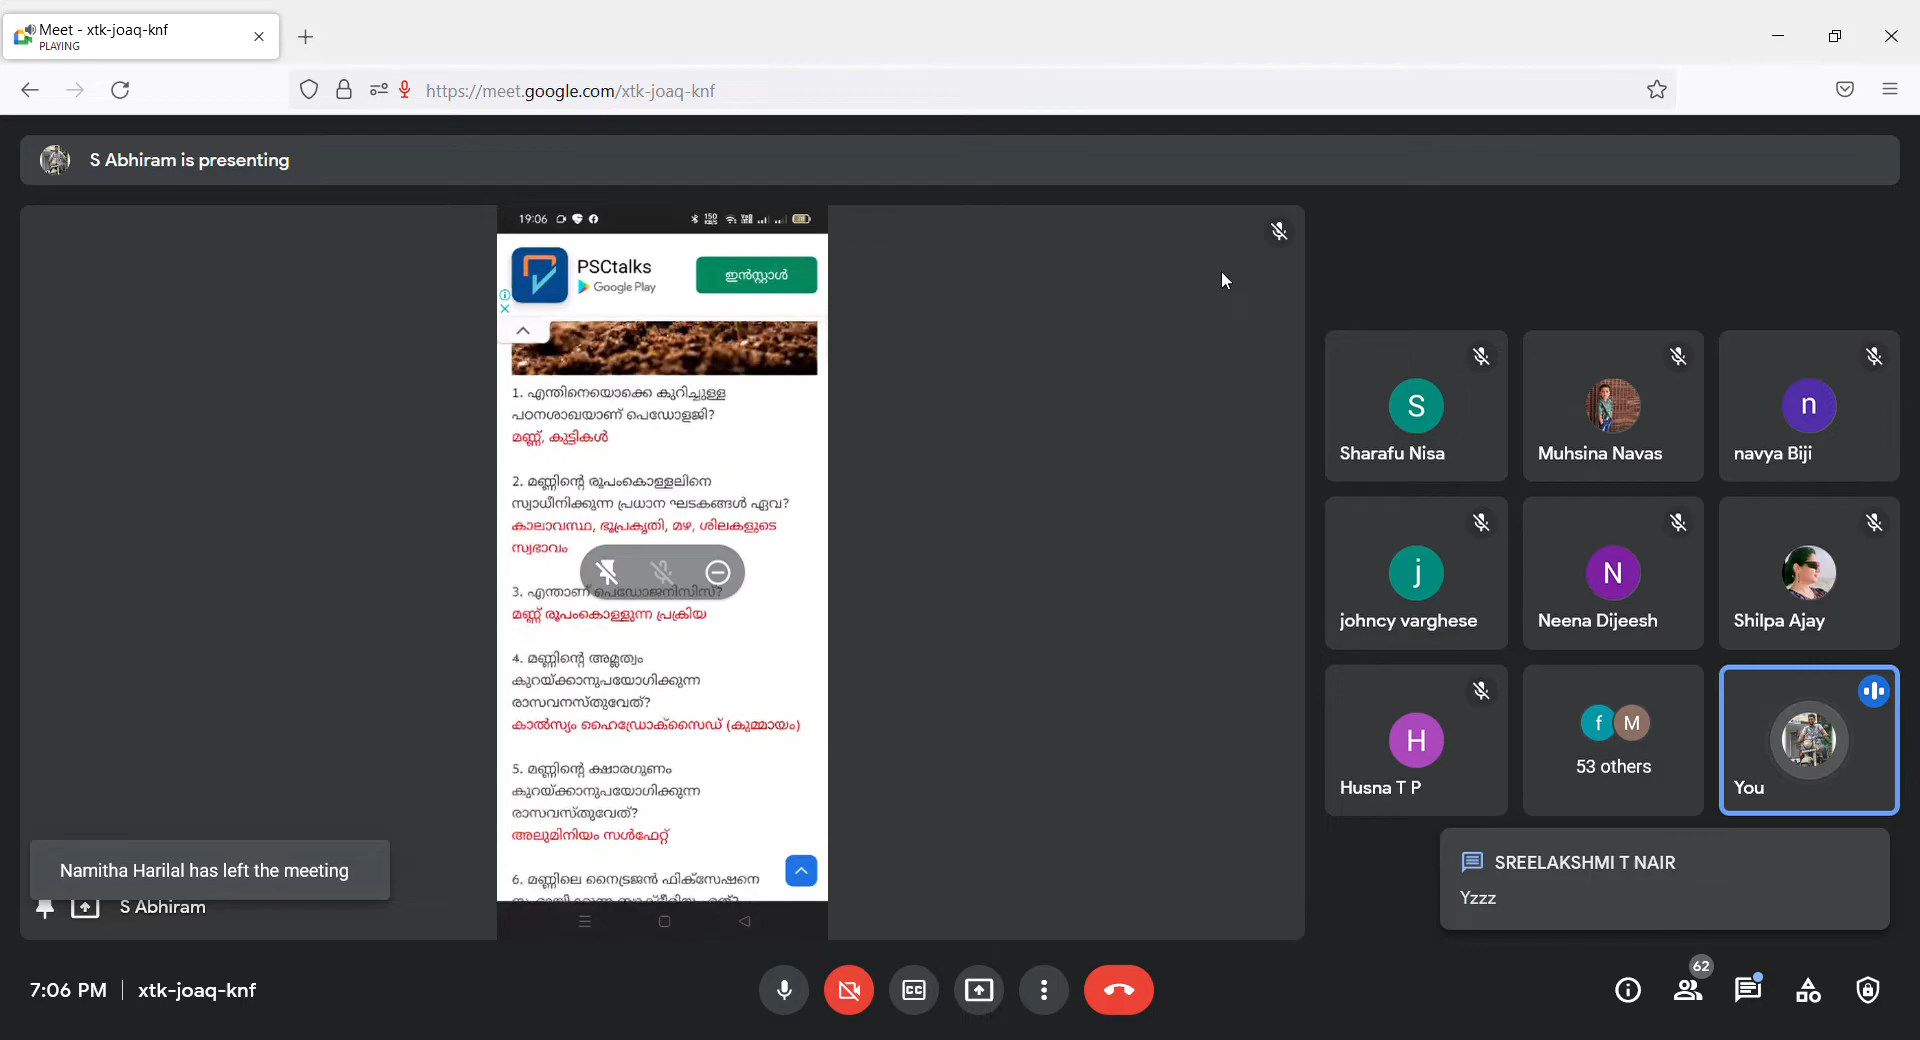 Meet - xtk-joaq-knf
PLAYING
https://meet.google.com/xtk-joaq-knf
S Abhiram is presenting
19:06
PSCtalks
Google Play
ഇൻസ്റ്റാൾ
1. എന്തിനെയൊക്കെ കുറിച്ചുള്ള
പഠനശാഖയാണ് പെഡോളജി?
മണ്ണ്, കുട്ടികൾ
2. മണ്ണിന്റെ രൂപംകൊള്ളലിനെ
സ്വാധീനിക്കുന്ന പ്രധാന ഘടകങ്ങൾ ഏവ?
കാലാവസ്ഥ, ഭൂപ്രകൃതി, മഴ, ശിലകളുടെ
സ്വഭാവം
3. എന്താണ് പെഡോജനിസിസ്?
മണ്ണ് രൂപംകൊള്ളുന്ന പ്രക്രിയ
4. മണ്ണിന്റെ അമ്ലത്വം
കുറയ്ക്കാനുപയോഗിക്കുന്ന
രാസവനസ്തുവേത്?
കാൽസ്യം ഹൈഡ്രോക്സൈഡ് (കുമ്മായം)
5. മണ്ണിന്റെ ക്ഷാരഗുണം
കുറയ്ക്കാനുപയോഗിക്കുന്ന
രാസവസ്തുവേത്?
അലുമിനിയം സൾഫേറ്റ്
6. മണ്ണിലെ നൈട്രജൻ ഫിക്സേഷനെ
Sharafu Nisa
Muhsina Navas
n
navya Biji
S
j
johncy varghese
N
Neena Dijeesh
Shilpa Ajay
H
Husna T P
f M
53 others
You
Namitha Harilal has left the meeting
S Abhiram
SREELAKSHMI T NAIR
Yzzz
7:06 PM | xtk-joaq-knf
CC
62